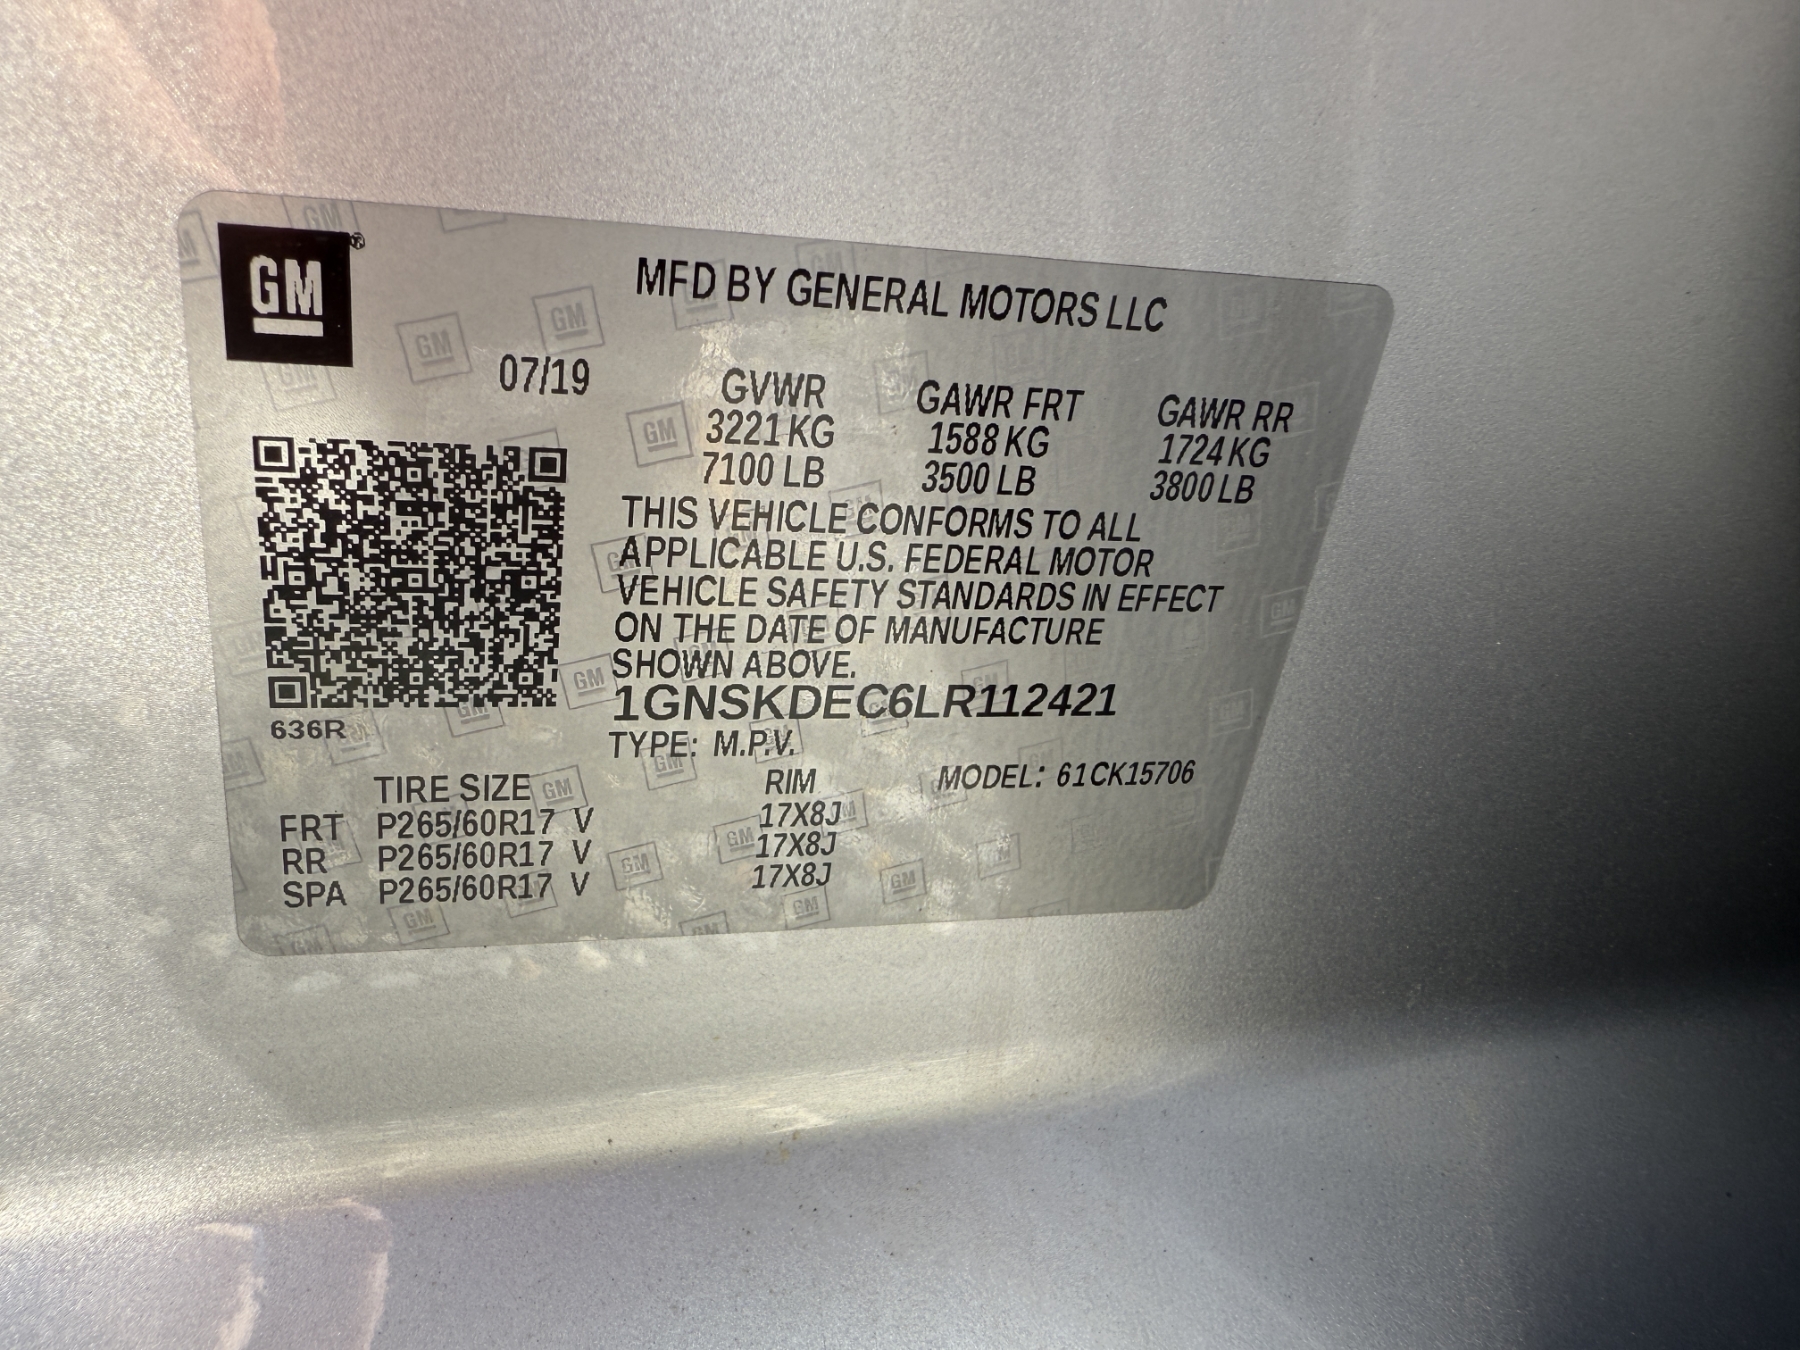 GM®
MFD BY GENERAL MOTORS LLC
07/19
GVWR GAWR FRT GAWR RR
3221 KG 1588 KG 1724 KG
7100 LB 3500 LB 3800 LB
THIS VEHICLE CONFORMS TO ALL
APPLICABLE U.S. FEDERAL MOTOR
VEHICLE SAFETY STANDARDS IN EFFECT
ON THE DATE OF MANUFACTURE
SHOWN ABOVE.
1GNSKDEC6LR112421
636R
TYPE: M.P.V.
TIRE SIZE RIM MODEL: 61CK15706
FRT P265/60R17 V 17X8J
RR P265/60R17 V 17X8J
SPA P265/60R17 V 17X8J